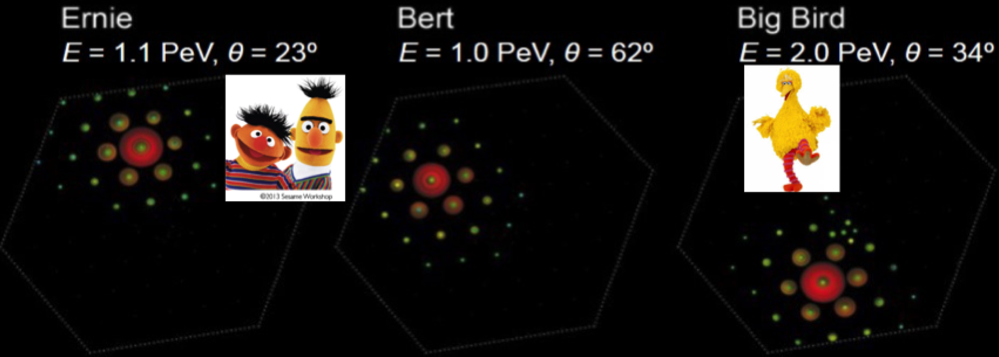 Ernie
E = 1.1 PeV, θ = 23º
Bert
E = 1.0 PeV, θ = 62º
Big Bird
E = 2.0 PeV, θ = 34º
©2013 Sesame Workshop